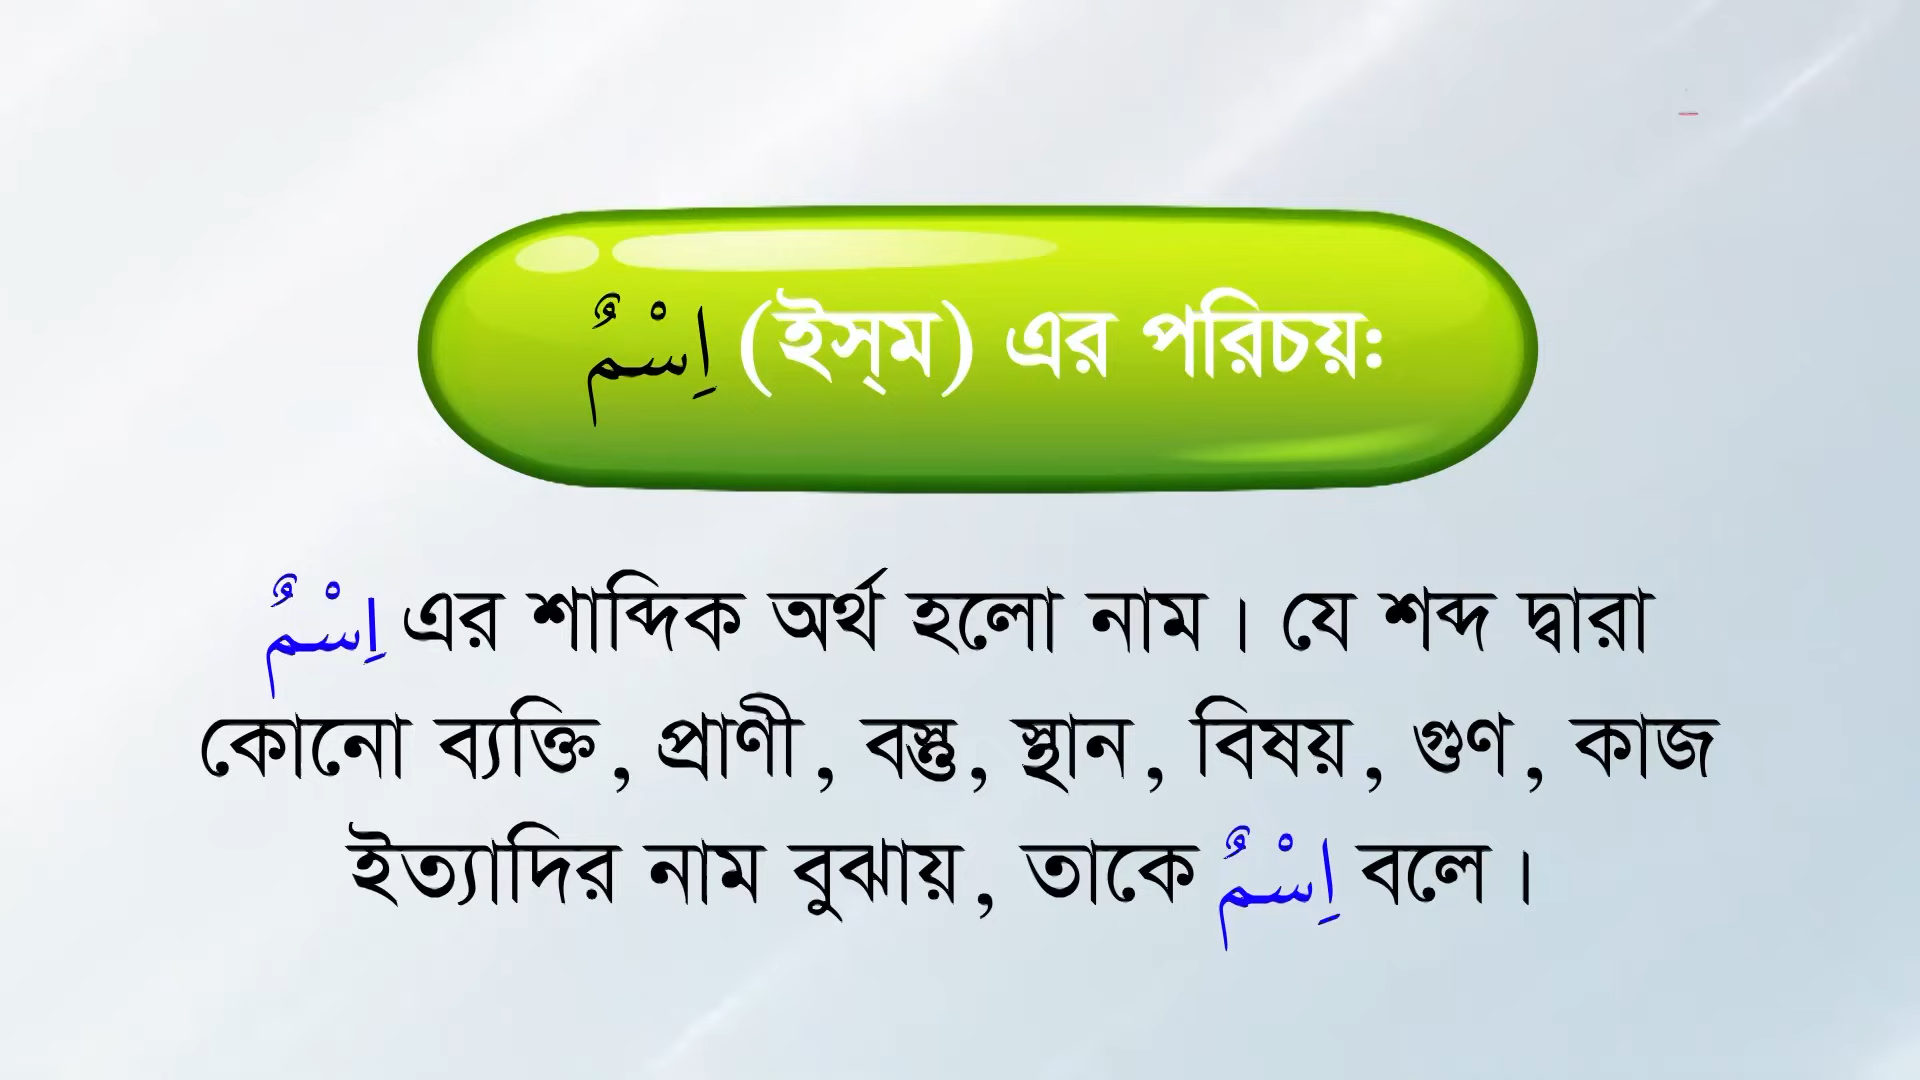 اِسْمٌ (ইস্‌ম) এর পরিচয়ঃ
اِسْمٌ এর শাব্দিক অর্থ হলো নাম। যে শব্দ দ্বারা
কোনো ব্যক্তি, প্রাণী, বস্তু, স্থান, বিষয়, গুণ, কাজ
ইত্যাদির নাম বুঝায়, তাকে اِسْمٌ বলে।